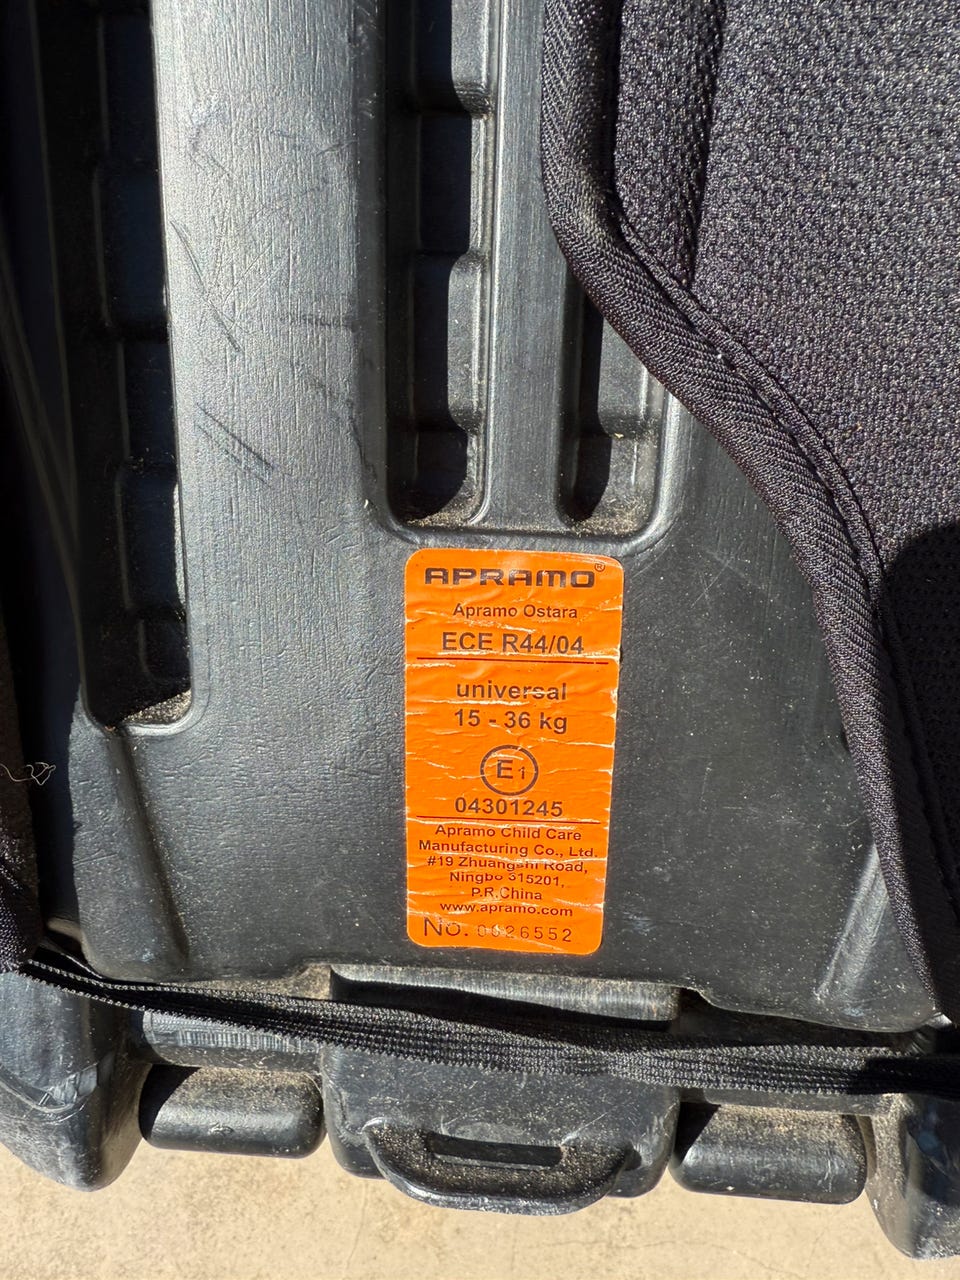 APRAMO®
Apramo Ostara
ECE R44/04
universal
15 - 36 kg
E1
04301245
Apramo Child Care
Manufacturing Co., Ltd.
#19 Zhuangshi Road,
Ningbo 315201,
P.R.China
www.apramo.com
No. 0026552